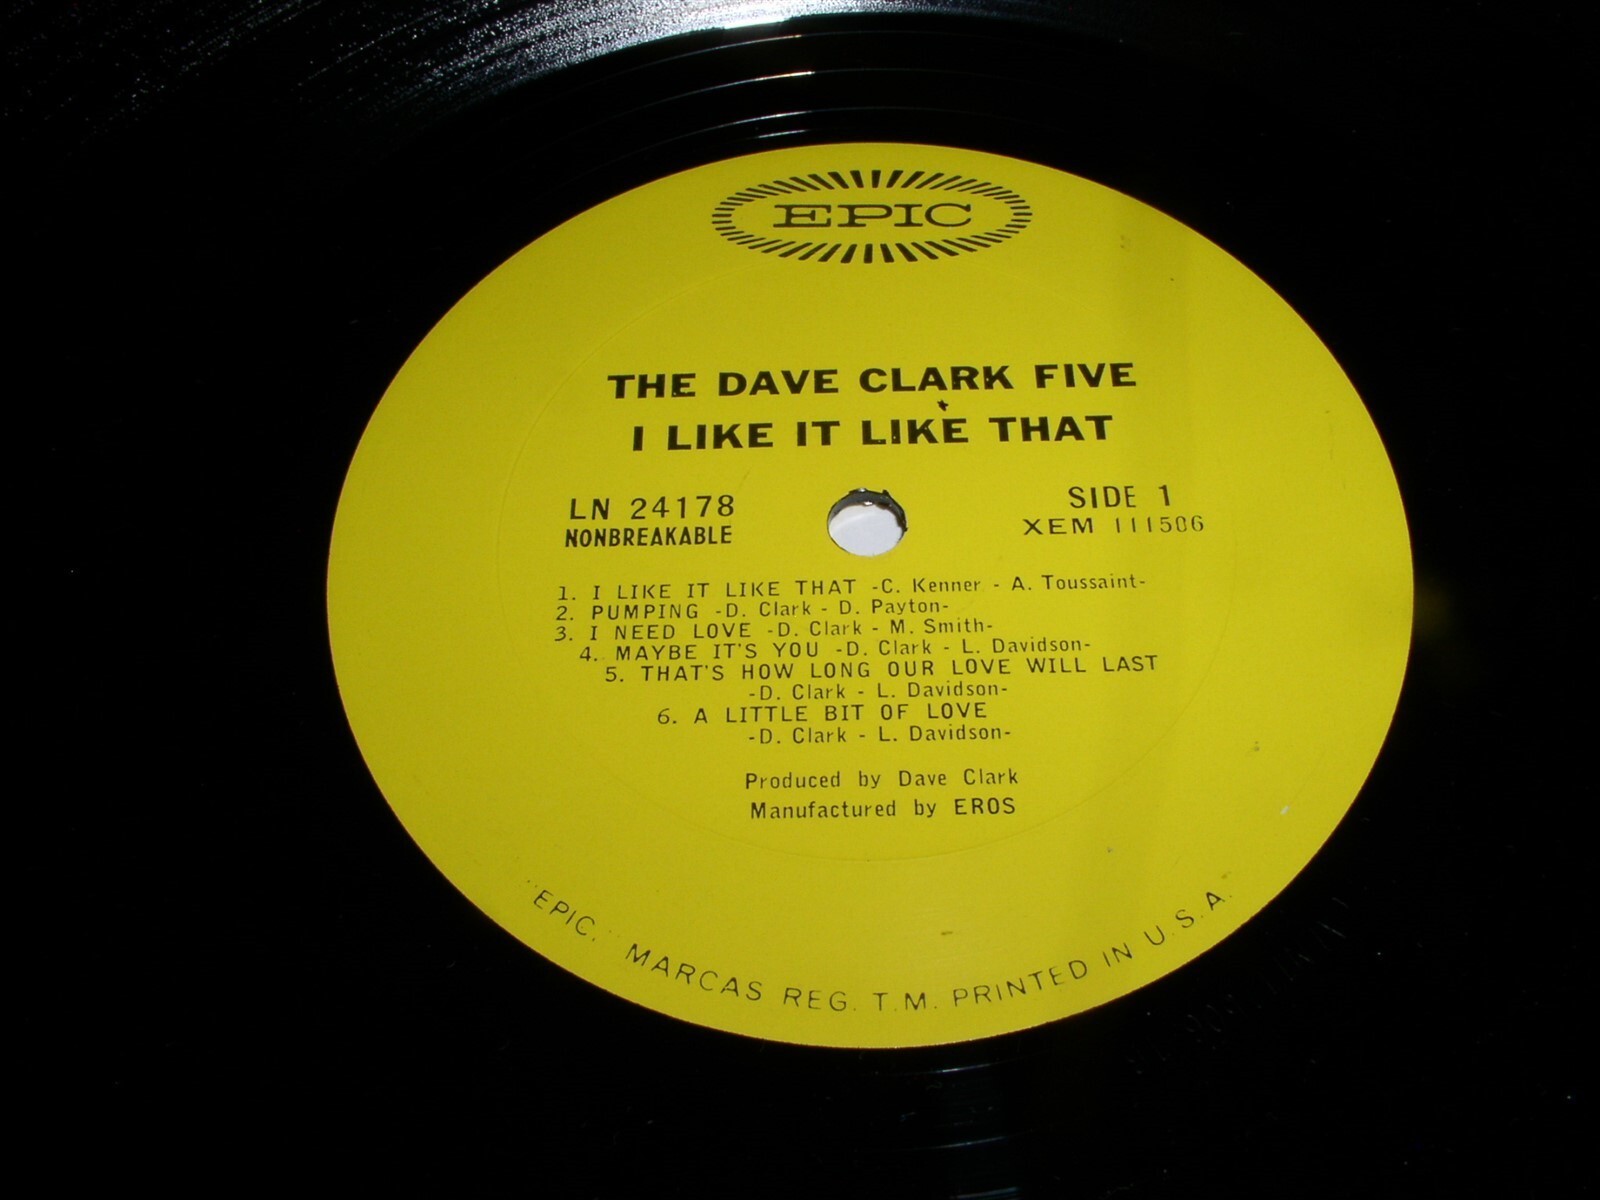 EPIC
THE DAVE CLARK FIVE
I LIKE IT LIKE THAT
LN 24178
NONBREAKABLE
SIDE 1
XEM 111506
1. I LIKE IT LIKE THAT -C. Kenner - A. Toussaint-
2. PUMPING -D. Clark - D. Payton-
3. I NEED LOVE -D. Clark - M. Smith-
4. MAYBE IT'S YOU -D. Clark - L. Davidson-
5. THAT'S HOW LONG OUR LOVE WILL LAST
-D. Clark - L. Davidson-
6. A LITTLE BIT OF LOVE
-D. Clark - L. Davidson-
Produced by Dave Clark
Manufactured by EROS
"EPIC." MARCAS REG. T.M. PRINTED IN U.S.A.